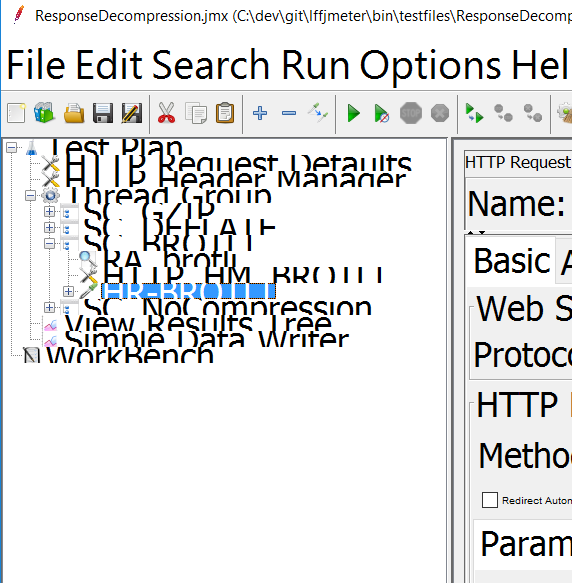 ResponseDecompression.jmx (C:\dev\git\lffjmeter\bin\testfiles\ResponseDecomp
File Edit Search Run Options Hel
Test Plan
HTTP Request Defaults
HTTP Header Manager
Thread Group
SC_GZIP
SC_DEFLATE
SC_BROTLI
RA_brotli
HTTP_HM_BROTLI
HR-BROTLI
SC_NoCompression
View Results Tree
Simple Data Writer
WorkBench
HTTP Request
Name:
Basic A
Web S
Protoco
HTTP
Metho
Redirect Autom
Param